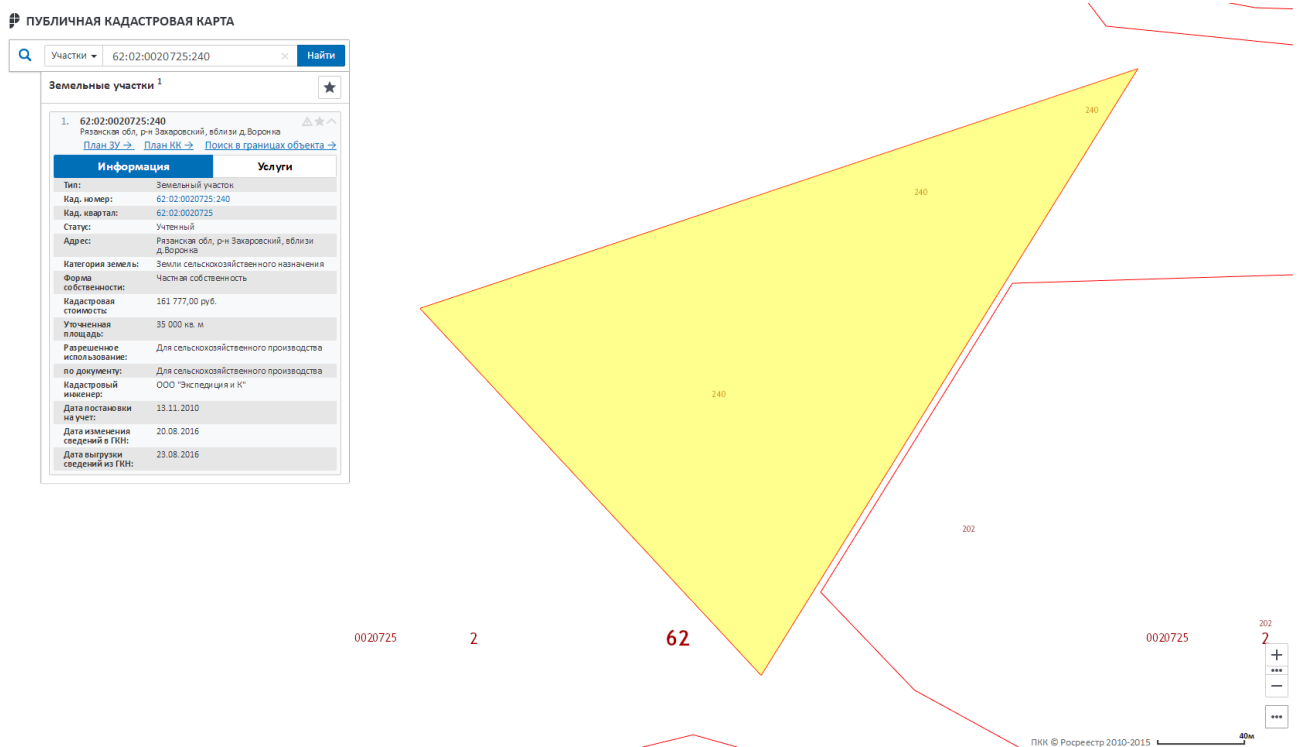 ПУБЛИЧНАЯ КАДАСТРОВАЯ КАРТА
Участки 62:02:0020725:240 × Найти
Земельные участки 1
1. 62:02:0020725:240
Рязанская обл, р-н Захаровский, вблизи д.Воронка
План ЗУ → План КК → Поиск в границах объекта →
Информация Услуги
Тип: Земельный участок
Кад. номер: 62:02:0020725:240
Кад. квартал: 62:02:0020725
Статус: Учтенный
Адрес: Рязанская обл, р-н Захаровский, вблизи
д.Воронка
Категория земель: Земли сельскохозяйственного назначения
Форма Частная собственность
собственности:
Кадастровая 161 777,00 руб.
стоимость:
Уточненная 35 000 кв. м
площадь:
Разрешенное Для сельскохозяйственного производства
использование:
по документу: Для сельскохозяйственного производства
Кадастровый ООО "Экспедиция и К"
инженер:
Дата постановки 13.11.2010
на учет:
Дата изменения 20.08.2016
сведений в ГКН:
Дата выгрузки 23.08.2016
сведений из ГКН:
240
240
240
202
202
0020725 2 62 0020725 2
ПКК © Росреестр 2010-2015 40м